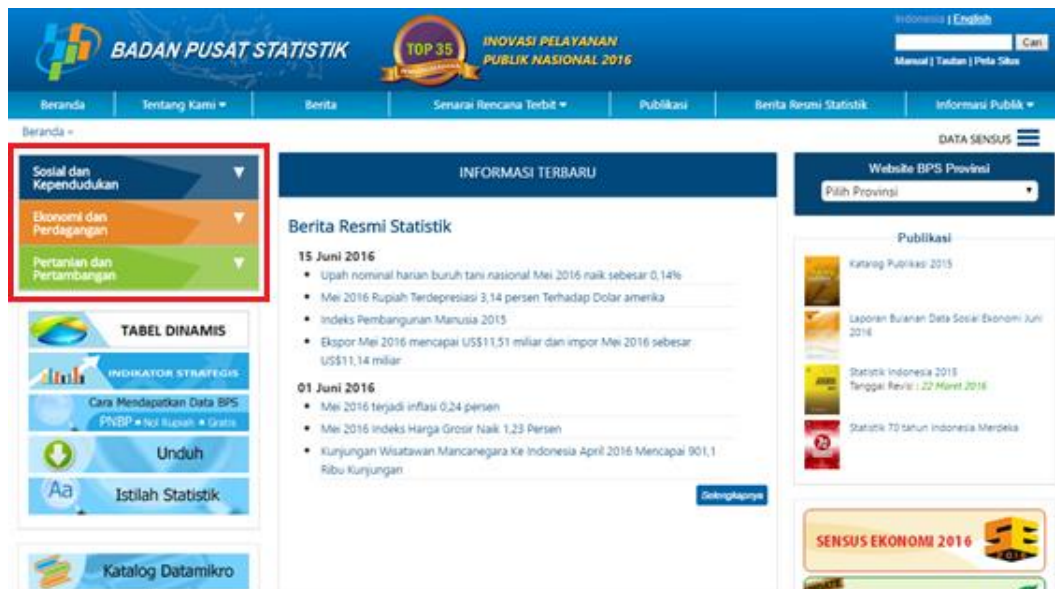 BADAN PUSAT STATISTIK
TOP 35
INOVASI PELAYANAN
PUBLIK NASIONAL 2016
Indonesia | English
Cari
Manual | Tautan | Peta Situs
Beranda
Tentang Kami
Berita
Senarai Rencana Terbit
Publikasi
Berita Resmi Statistik
Informasi Publik
Beranda »
DATA SENSUS
Sosial dan
Kependudukan
Ekonomi dan
Perdagangan
Pertanian dan
Pertambangan
TABEL DINAMIS
INDIKATOR STRATEGIS
Cara Mendapatkan Data BPS
PNBP • Nol Rupiah • Gratis
Unduh
Aa
Istilah Statistik
Katalog Datamikro
INFORMASI TERBARU
Berita Resmi Statistik
15 Juni 2016
• Upah nominal harian buruh tani nasional Mei 2016 naik sebesar 0,14%
• Mei 2016 Rupiah Terdepresiasi 3,14 persen Terhadap Dolar amerika
• Indeks Pembangunan Manusia 2015
• Ekspor Mei 2016 mencapai US$11,51 miliar dan impor Mei 2016 sebesar
US$11,14 miliar
01 Juni 2016
• Mei 2016 terjadi inflasi 0,24 persen
• Mei 2016 Indeks Harga Grosir Naik 1,23 Persen
• Kunjungan Wisatawan Mancanegara Ke Indonesia April 2016 Mencapai 901,1
Ribu Kunjungan
Selengkapnya
Website BPS Provinsi
Pilih Provinsi
Publikasi
Katalog Publikasi 2015
Laporan Bulanan Data Sosial Ekonomi Juni
2016
Statistik Indonesia 2015
Tanggal Revisi : 22 Maret 2016
Statistik 70 tahun Indonesia Merdeka
SENSUS EKONOMI 2016
SE
2016